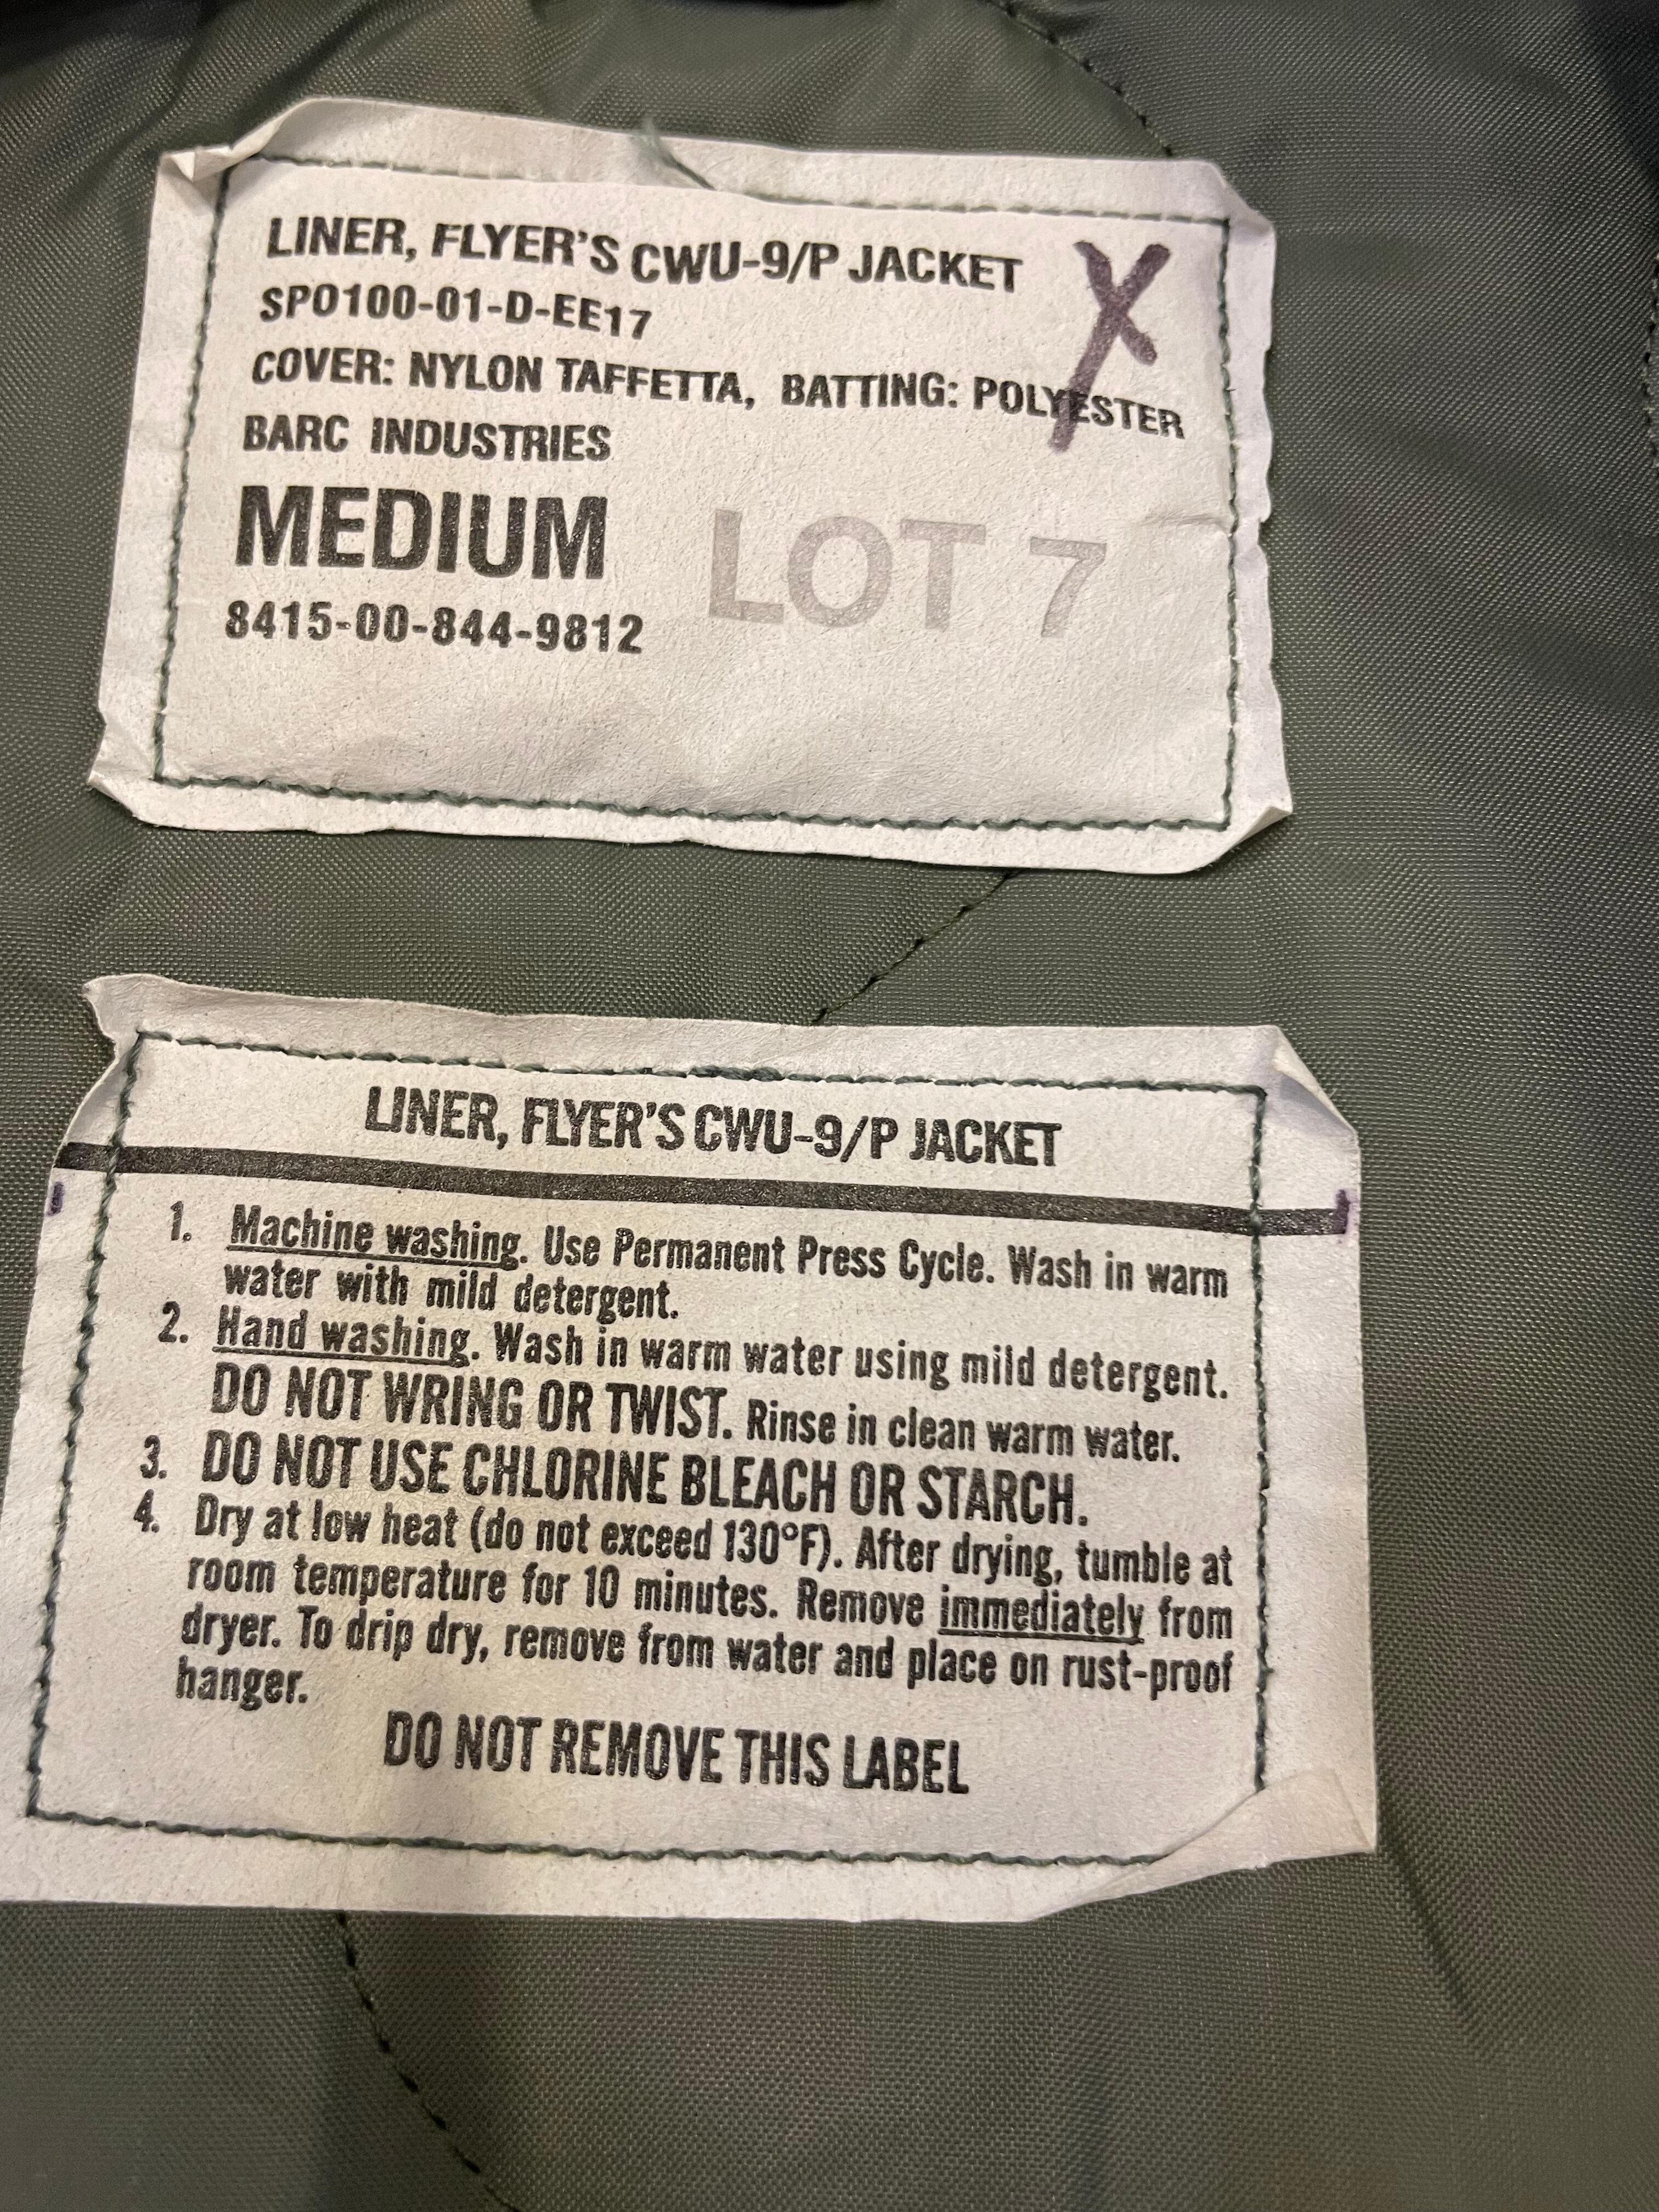 LINER, FLYER'S CWU-9/P JACKET
X
SPO100-01-D-EE17
COVER: NYLON TAFFETTA, BATTING: POLYESTER
BARC INDUSTRIES
MEDIUM
LOT 7
8415-00-844-9812
LINER, FLYER'S CWU-9/P JACKET
1. Machine washing. Use Permanent Press Cycle. Wash in warm
water with mild detergent.
2. Hand washing. Wash in warm water using mild detergent.
DO NOT WRING OR TWIST. Rinse in clean warm water.
3. DO NOT USE CHLORINE BLEACH OR STARCH.
4. Dry at low heat (do not exceed 130°F). After drying, tumble at
room temperature for 10 minutes. Remove immediately from
dryer. To drip dry, remove from water and place on rust-proof
hanger.
DO NOT REMOVE THIS LABEL